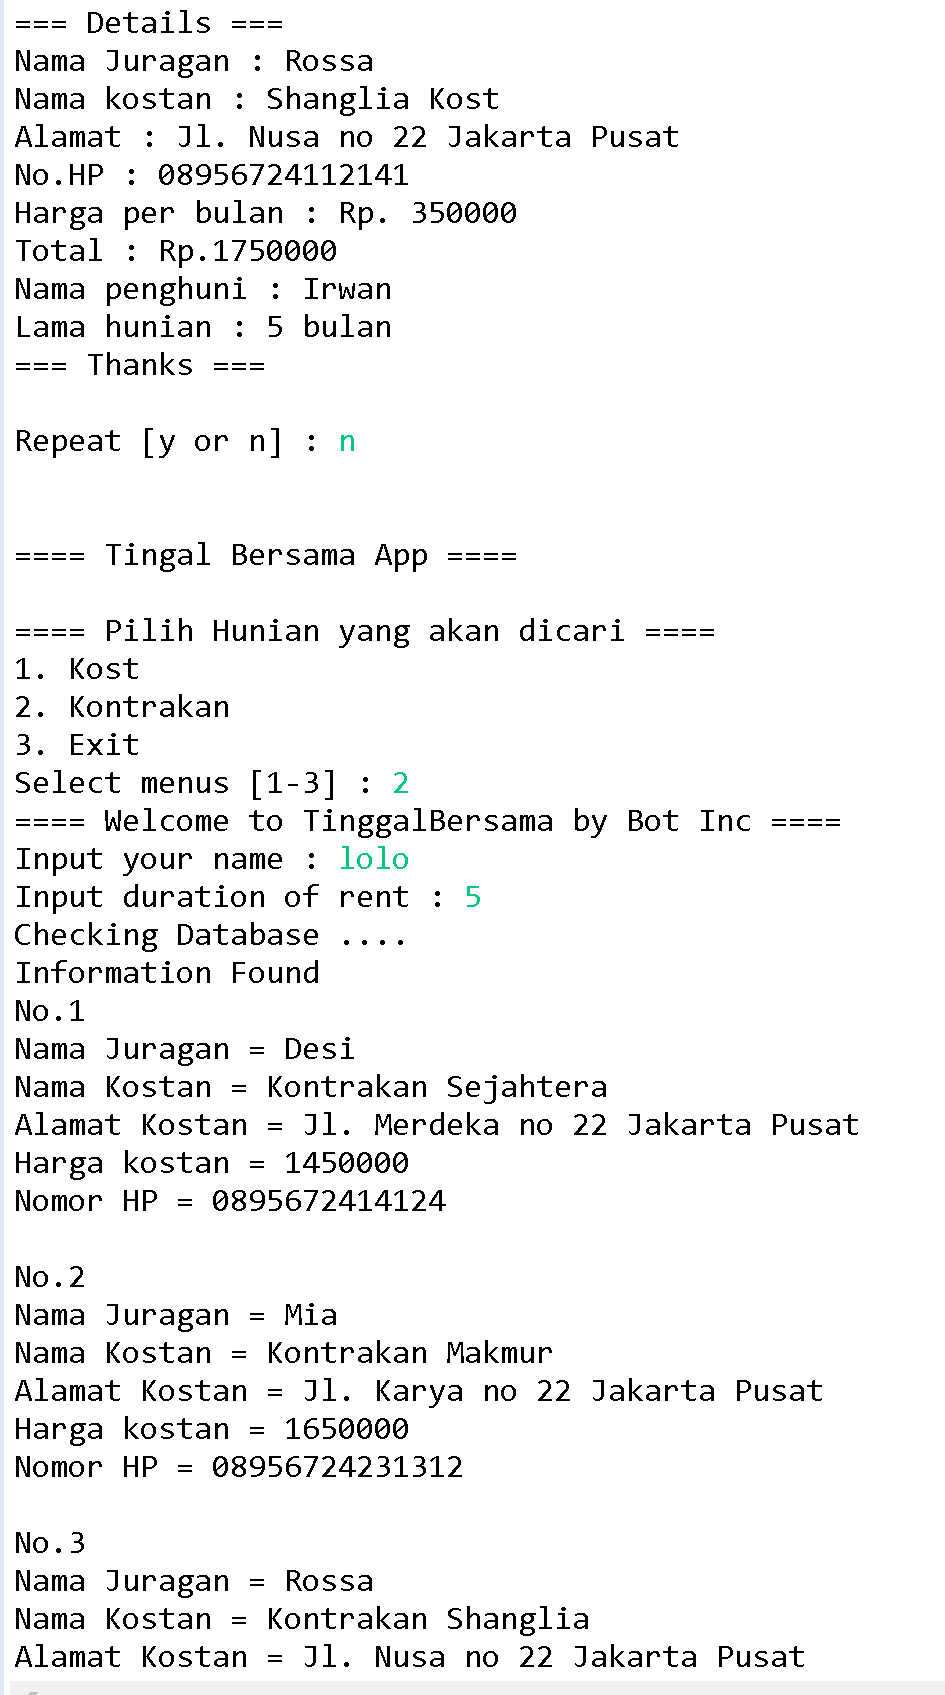 === Details ===
Nama Juragan : Rossa
Nama kostan : Shanglia Kost
Alamat : Jl. Nusa no 22 Jakarta Pusat
No.HP : 08956724112141
Harga per bulan : Rp. 350000
Total : Rp.1750000
Nama penghuni : Irwan
Lama hunian : 5 bulan
=== Thanks ===
Repeat [y or n] : n
==== Tingal Bersama App ====
==== Pilih Hunian yang akan dicari ====
1. Kost
2. Kontrakan
3. Exit
Select menus [1-3] : 2
==== Welcome to TinggalBersama by Bot Inc ====
Input your name : lolo
Input duration of rent : 5
Checking Database ....
Information Found
No.1
Nama Juragan = Desi
Nama Kostan = Kontrakan Sejahtera
Alamat Kostan = Jl. Merdeka no 22 Jakarta Pusat
Harga kostan = 1450000
Nomor HP = 0895672414124
No.2
Nama Juragan = Mia
Nama Kostan = Kontrakan Makmur
Alamat Kostan = Jl. Karya no 22 Jakarta Pusat
Harga kostan = 1650000
Nomor HP = 08956724231312
No.3
Nama Juragan = Rossa
Nama Kostan = Kontrakan Shanglia
Alamat Kostan = Jl. Nusa no 22 Jakarta Pusat